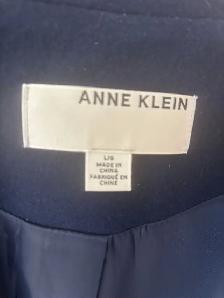 ANNE KLEIN
L/G
MADE IN
CHINA
FABRIQUÉ EN
CHINE